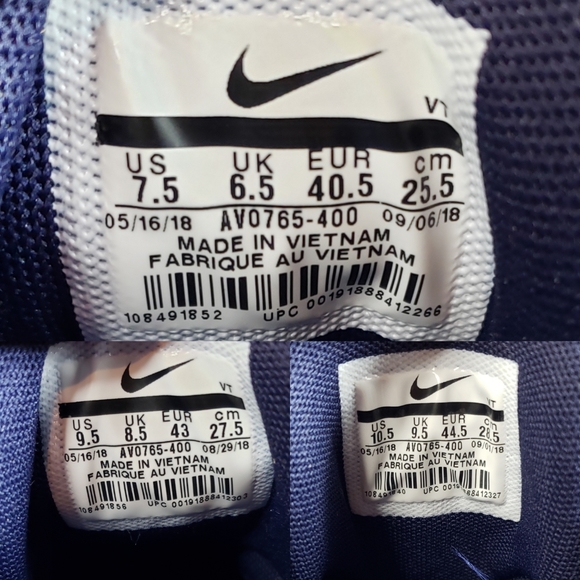 VT
US UK EUR cm
7.5 6.5 40.5 25.5
05/16/18 AV0765-400 09/06/18
MADE IN VIETNAM
FABRIQUE AU VIETNAM
108491852 UPC 00191888412266
VT
US UK EUR cm
9.5 8.5 43 27.5
05/16/18 AV0765-400 08/29/18
MADE IN VIETNAM
FABRIQUE AU VIETNAM
108491856 UPC
VT
US UK EUR cm
10.5 9.5 44.5 28.5
05/16/18 AV0765-400
MADE IN VIETNAM
FABRIQUE AU VIETNAM
UPC